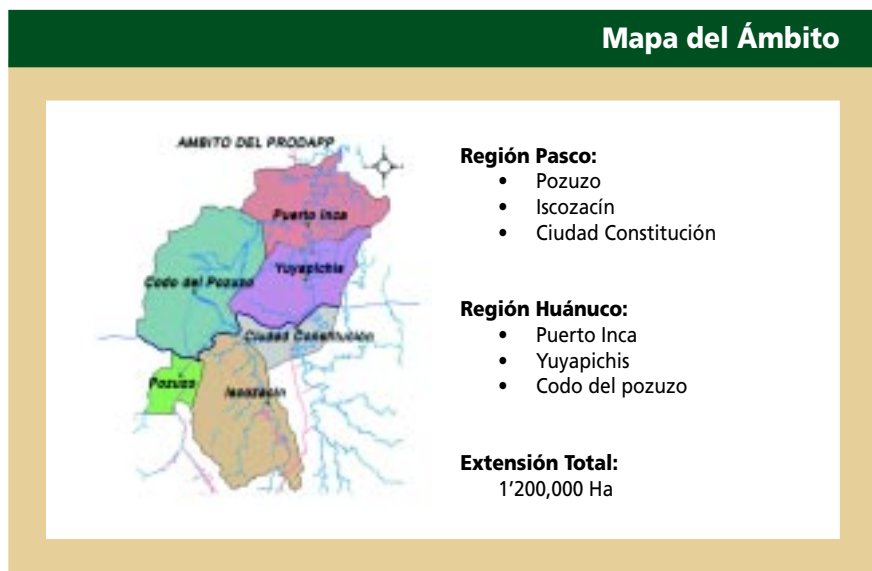 Mapa del Ámbito
AMBITO DEL PRODAPP
Puerto Inca
Yuyapichis
Codo del Pozuzo
Ciudad Constitución
Pozuzo
Iscozacín
Región Pasco:
• Pozuzo
• Iscozacín
• Ciudad Constitución
Región Huánuco:
• Puerto Inca
• Yuyapichis
• Codo del pozuzo
Extensión Total:
1'200,000 Ha